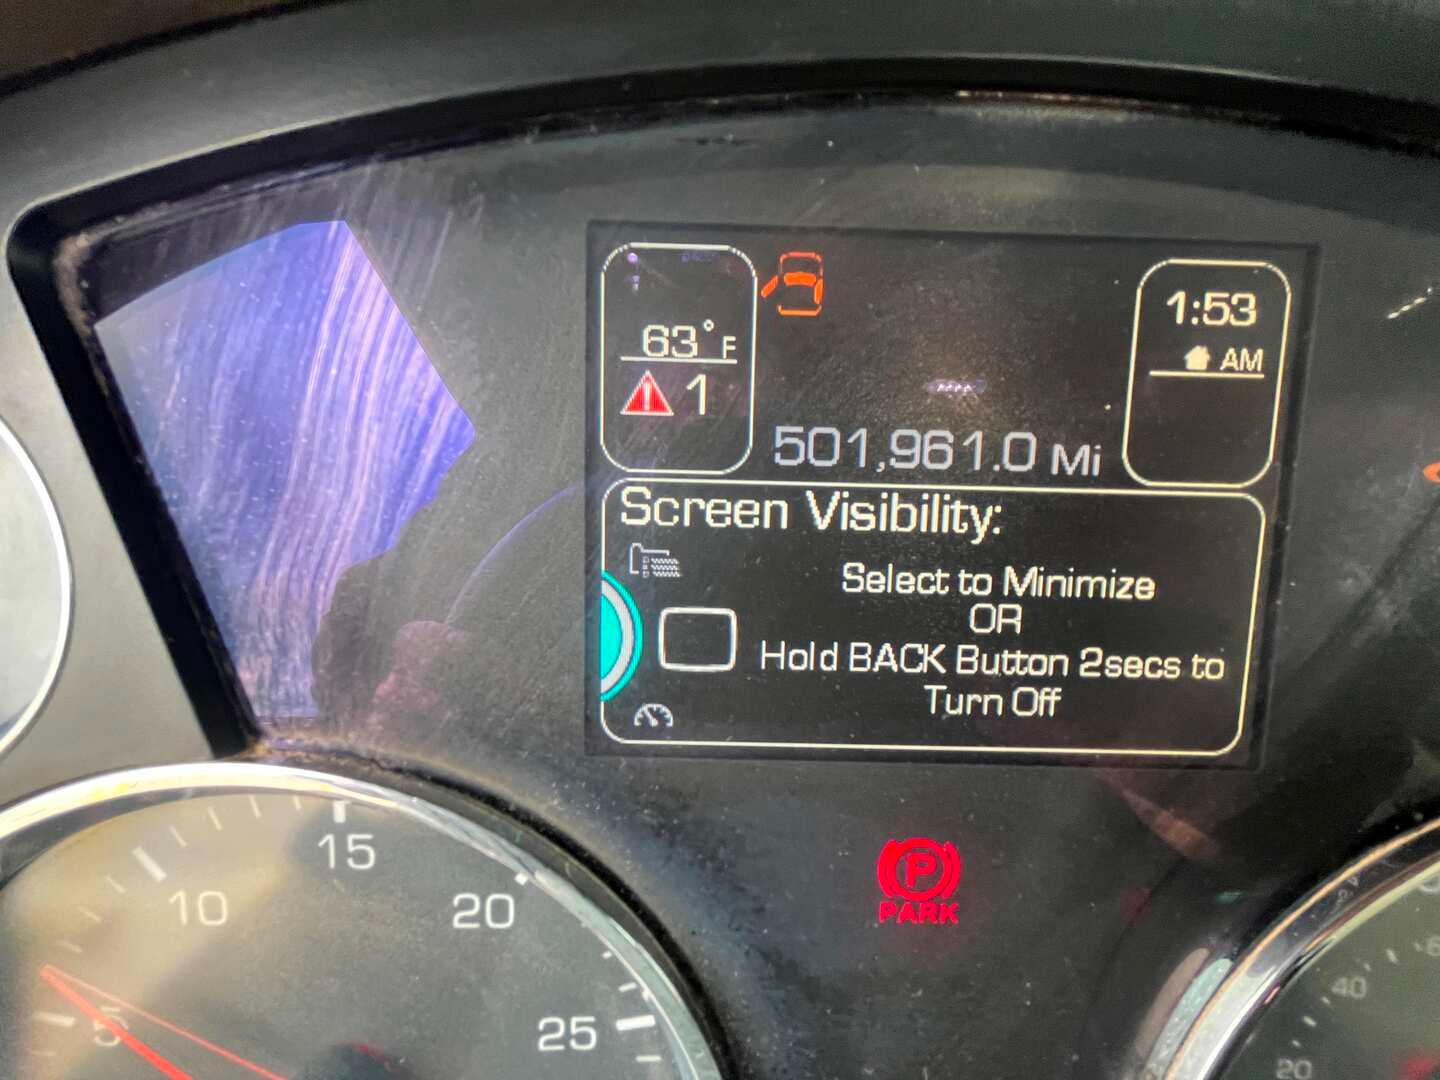 63°F
1
1:53
AM
501,961.0 Mi
Screen Visibility:
Select to Minimize
OR
Hold BACK Button 2secs to
Turn Off
P
PARK
5
10
15
20
25
20
40